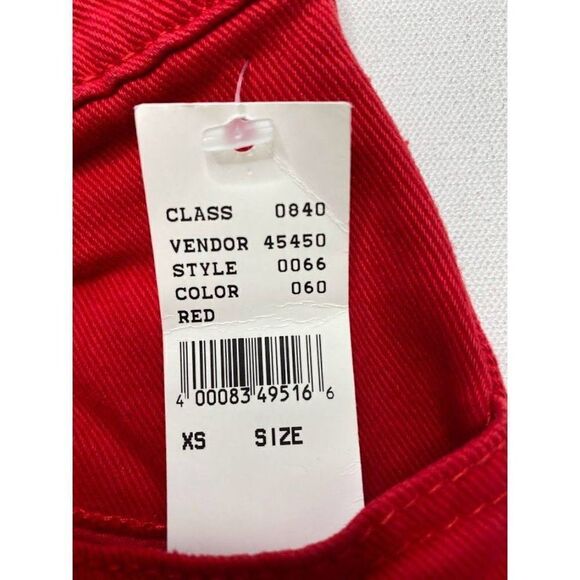 CLASS 0840
VENDOR 45450
STYLE 0066
COLOR 060
RED
4 00083 49516 6
XS SIZE